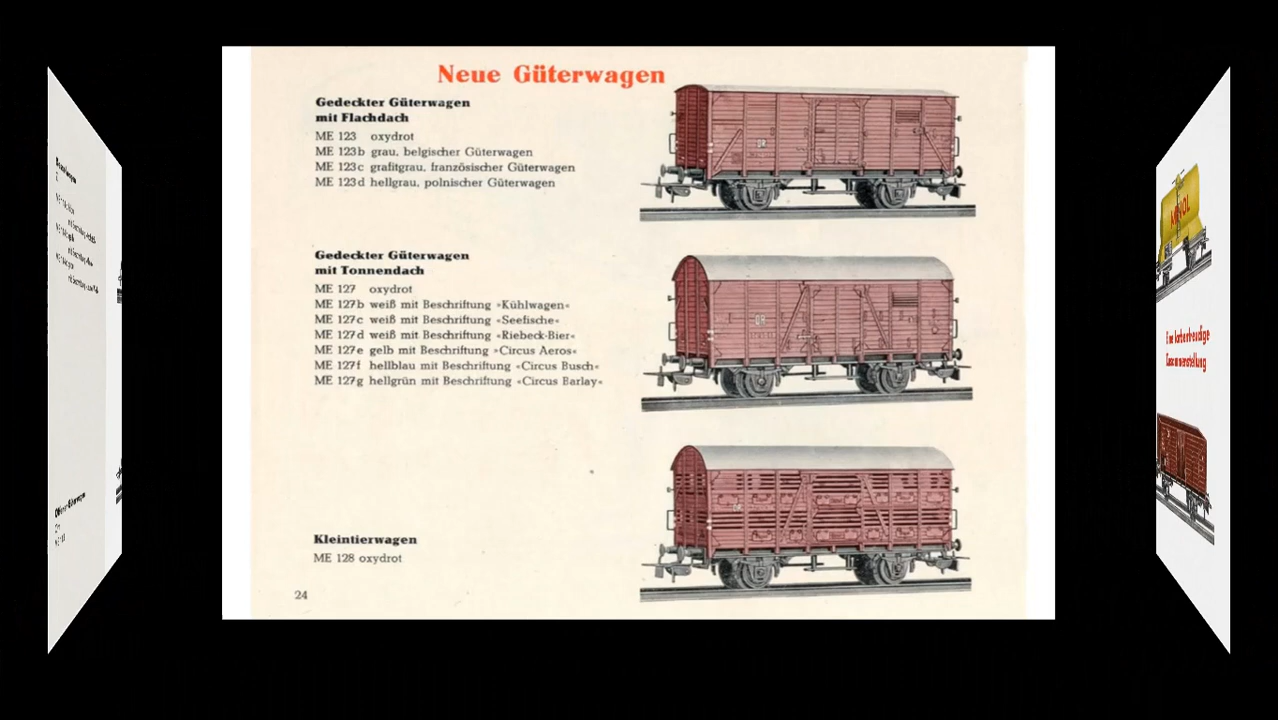 Neue Güterwagen
Gedeckter Güterwagen
mit Flachdach
ME 123 oxydrot
ME 123b grau, belgischer Güterwagen
ME 123c grafitgrau, französischer Güterwagen
ME 123d hellgrau, polnischer Güterwagen
DR
Gedeckter Güterwagen
mit Tonnendach
ME 127 oxydrot
ME 127b weiß mit Beschriftung »Kühlwagen«
ME 127c weiß mit Beschriftung »Seefische«
ME 127d weiß mit Beschriftung »Riebeck-Bier«
ME 127e gelb mit Beschriftung »Circus Aeros«
ME 127f hellblau mit Beschriftung »Circus Busch«
ME 127g hellgrün mit Beschriftung »Circus Barlay«
DR
Kleintierwagen
ME 128 oxydrot
24